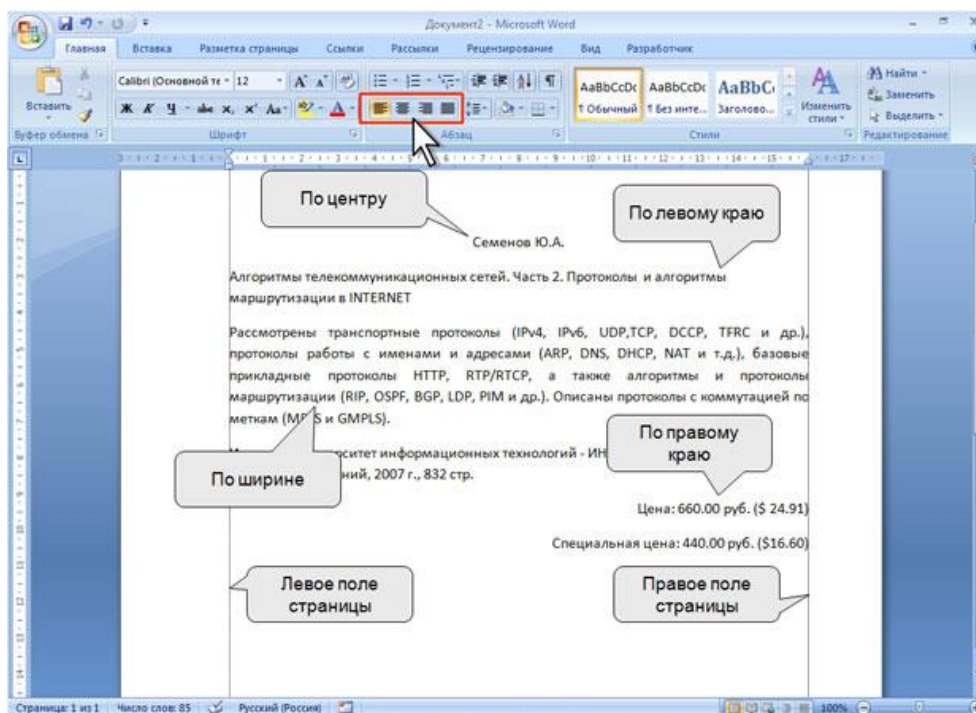 Документ2 - Microsoft Word
Главная Вставка Разметка страницы Ссылки Рассылки Рецензирование Вид Разработчик
Calibri (Основной те 12
Найти
Заменить
Выделить
Вставить
Ж К Ч abc x, x' Aa
AaBbCcDc AaBbCcDc AaBbC
¶ Обычный ¶ Без инте... Заголово...
Изменить стили
Буфер обмена Шрифт Абзац Стили Редактирование
По центру
По левому краю
Семенов Ю.А.
Алгоритмы телекоммуникационных сетей. Часть 2. Протоколы и алгоритмы
маршрутизации в INTERNET
Рассмотрены транспортные протоколы (IPv4, IPv6, UDP,TCP, DCCP, TFRC и др.),
протоколы работы с именами и адресами (ARP, DNS, DHCP, NAT и т.д.), базовые
прикладные протоколы HTTP, RTP/RTCP, а также алгоритмы и протоколы
маршрутизации (RIP, OSPF, BGP, LDP, PIM и др.). Описаны протоколы с коммутацией по
меткам (MP S и GMPLS).
По правому
краю
рситет информационных технологий - ИН
По ширине
ний, 2007 г., 832 стр.
Цена: 660.00 руб. ($ 24.91)
Специальная цена: 440.00 руб. ($16.60)
Левое поле
страницы
Правое поле
страницы
Страница: 1 из 1 Число слов: 85 Русский (Россия) 100%